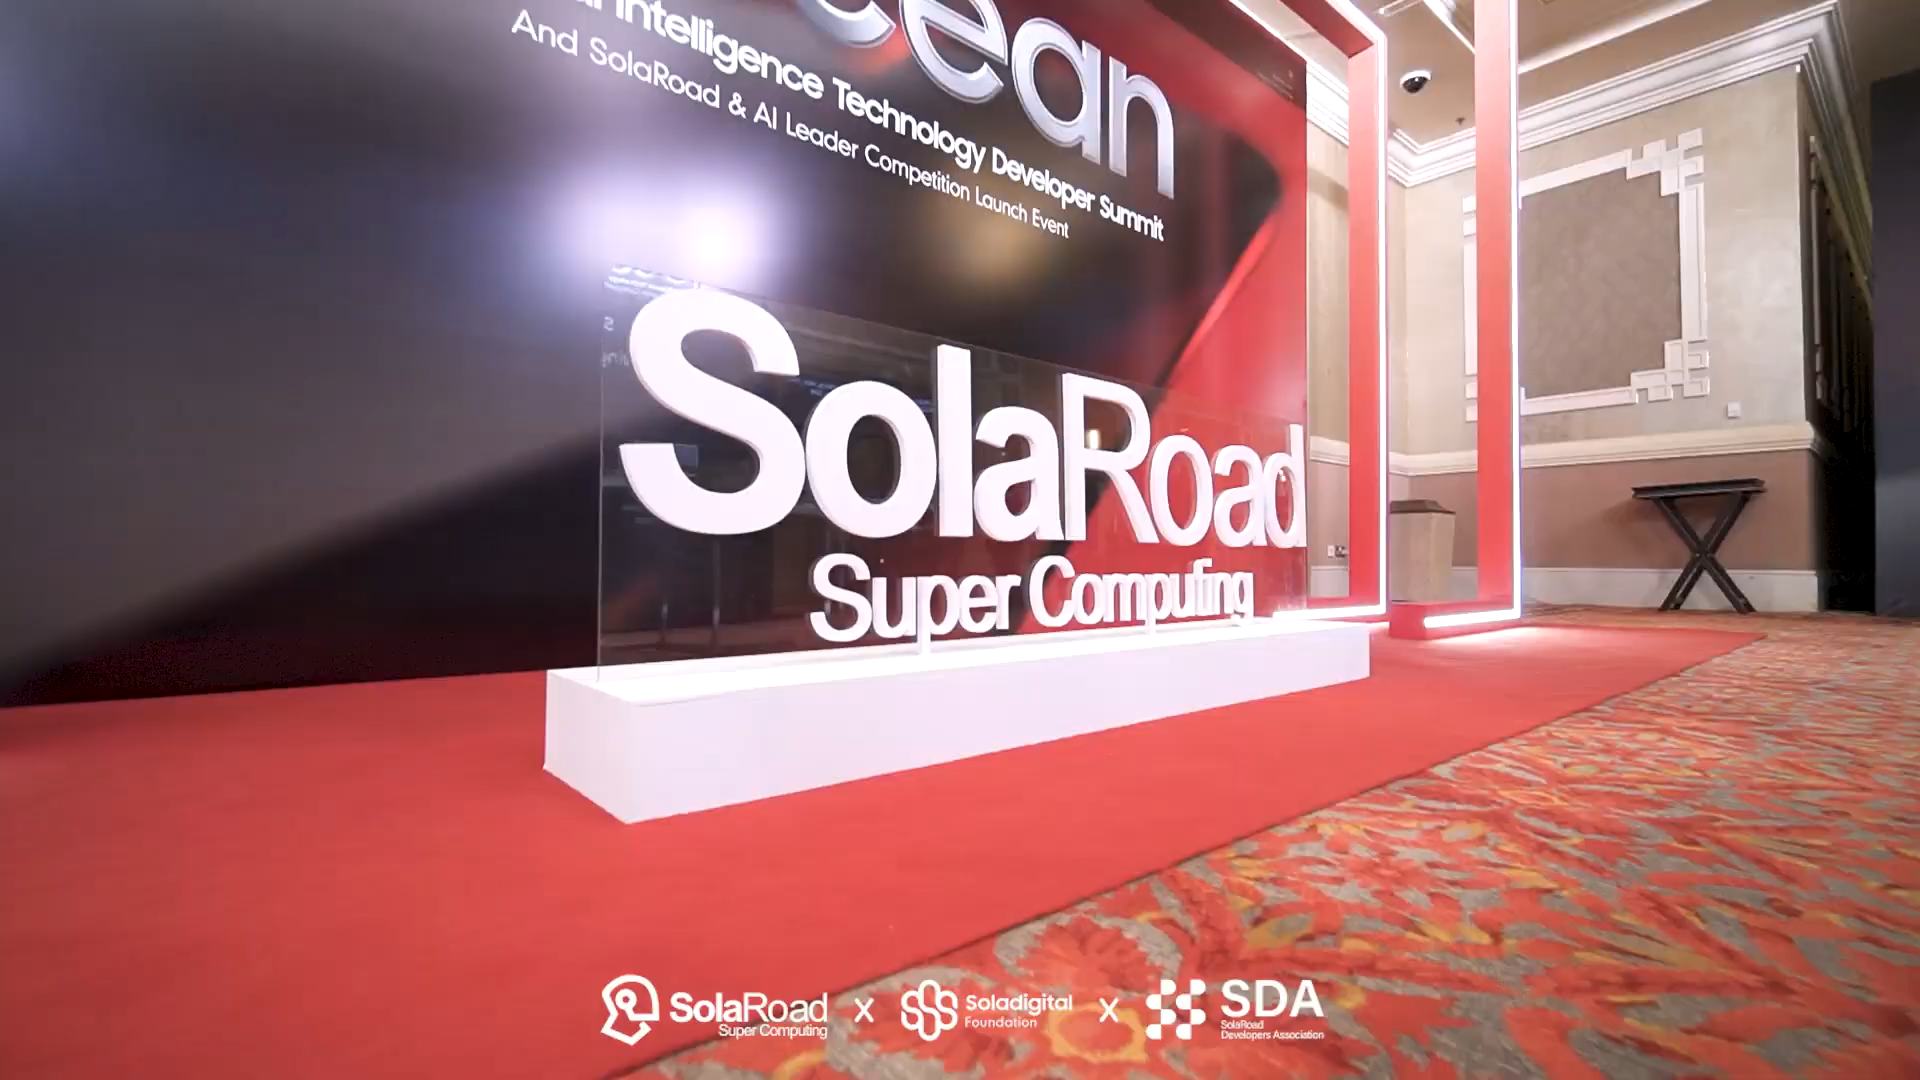 cean
Intelligence Technology Developer Summit
And SolaRoad & AI Leader Competition Launch Event
SolaRoad
Super Computing
SolaRoad
Super Computing
X
Soladigital
Foundation
X
SDA
SolaRoad
Developers Association